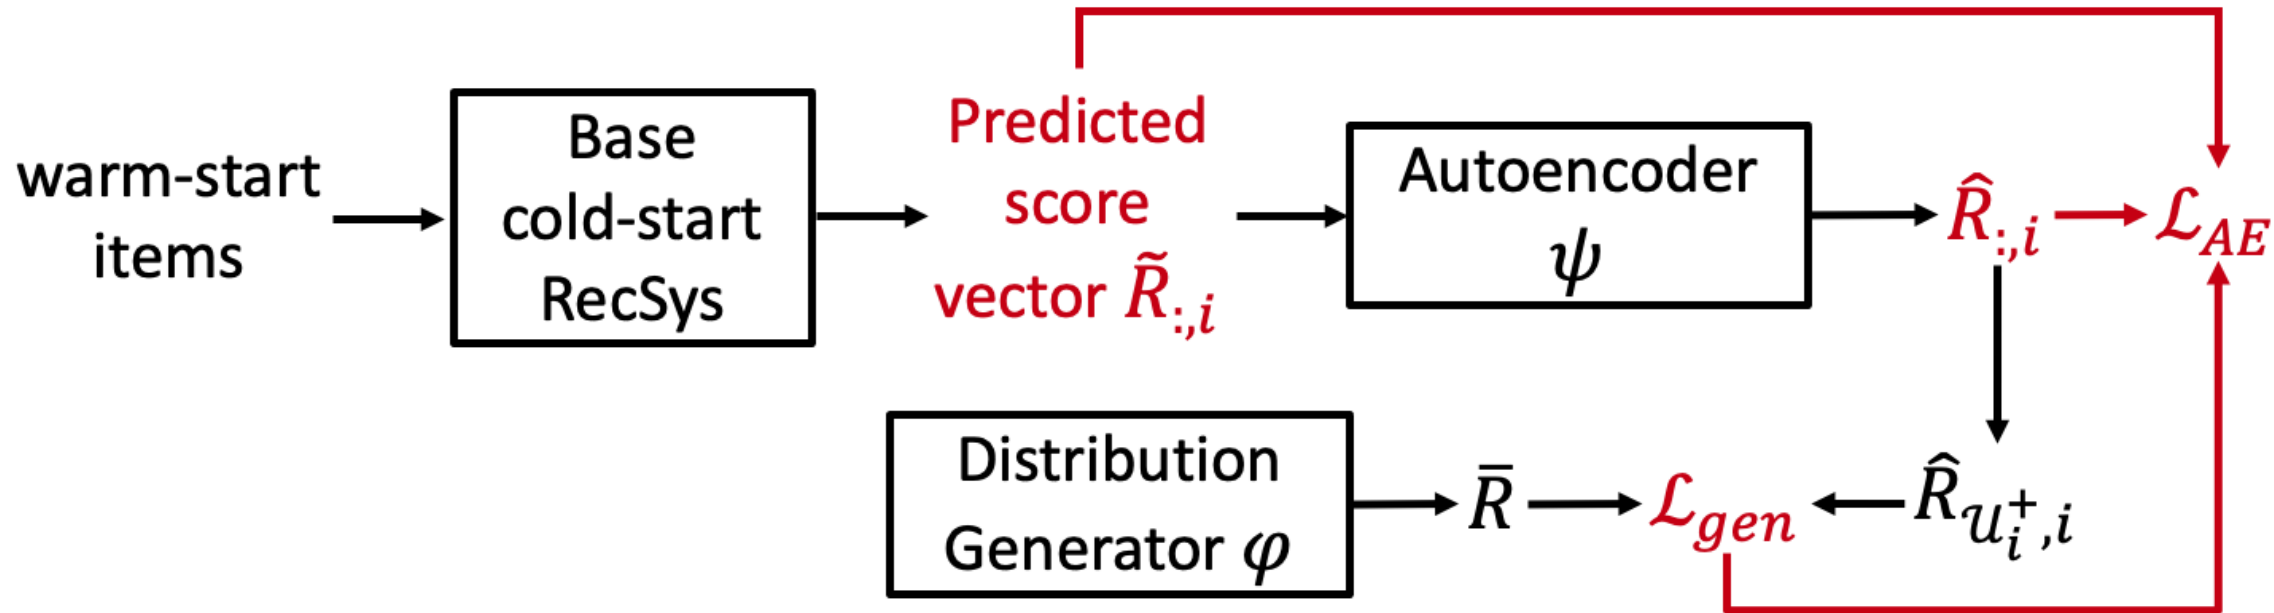 warm-start
items
Base
cold-start
RecSys
Predicted
score
vector R̃:,i
Autoencoder
ψ
R̂:,i
ℒAE
Distribution
Generator φ
R̄
ℒgen
R̂𝒰i+,i